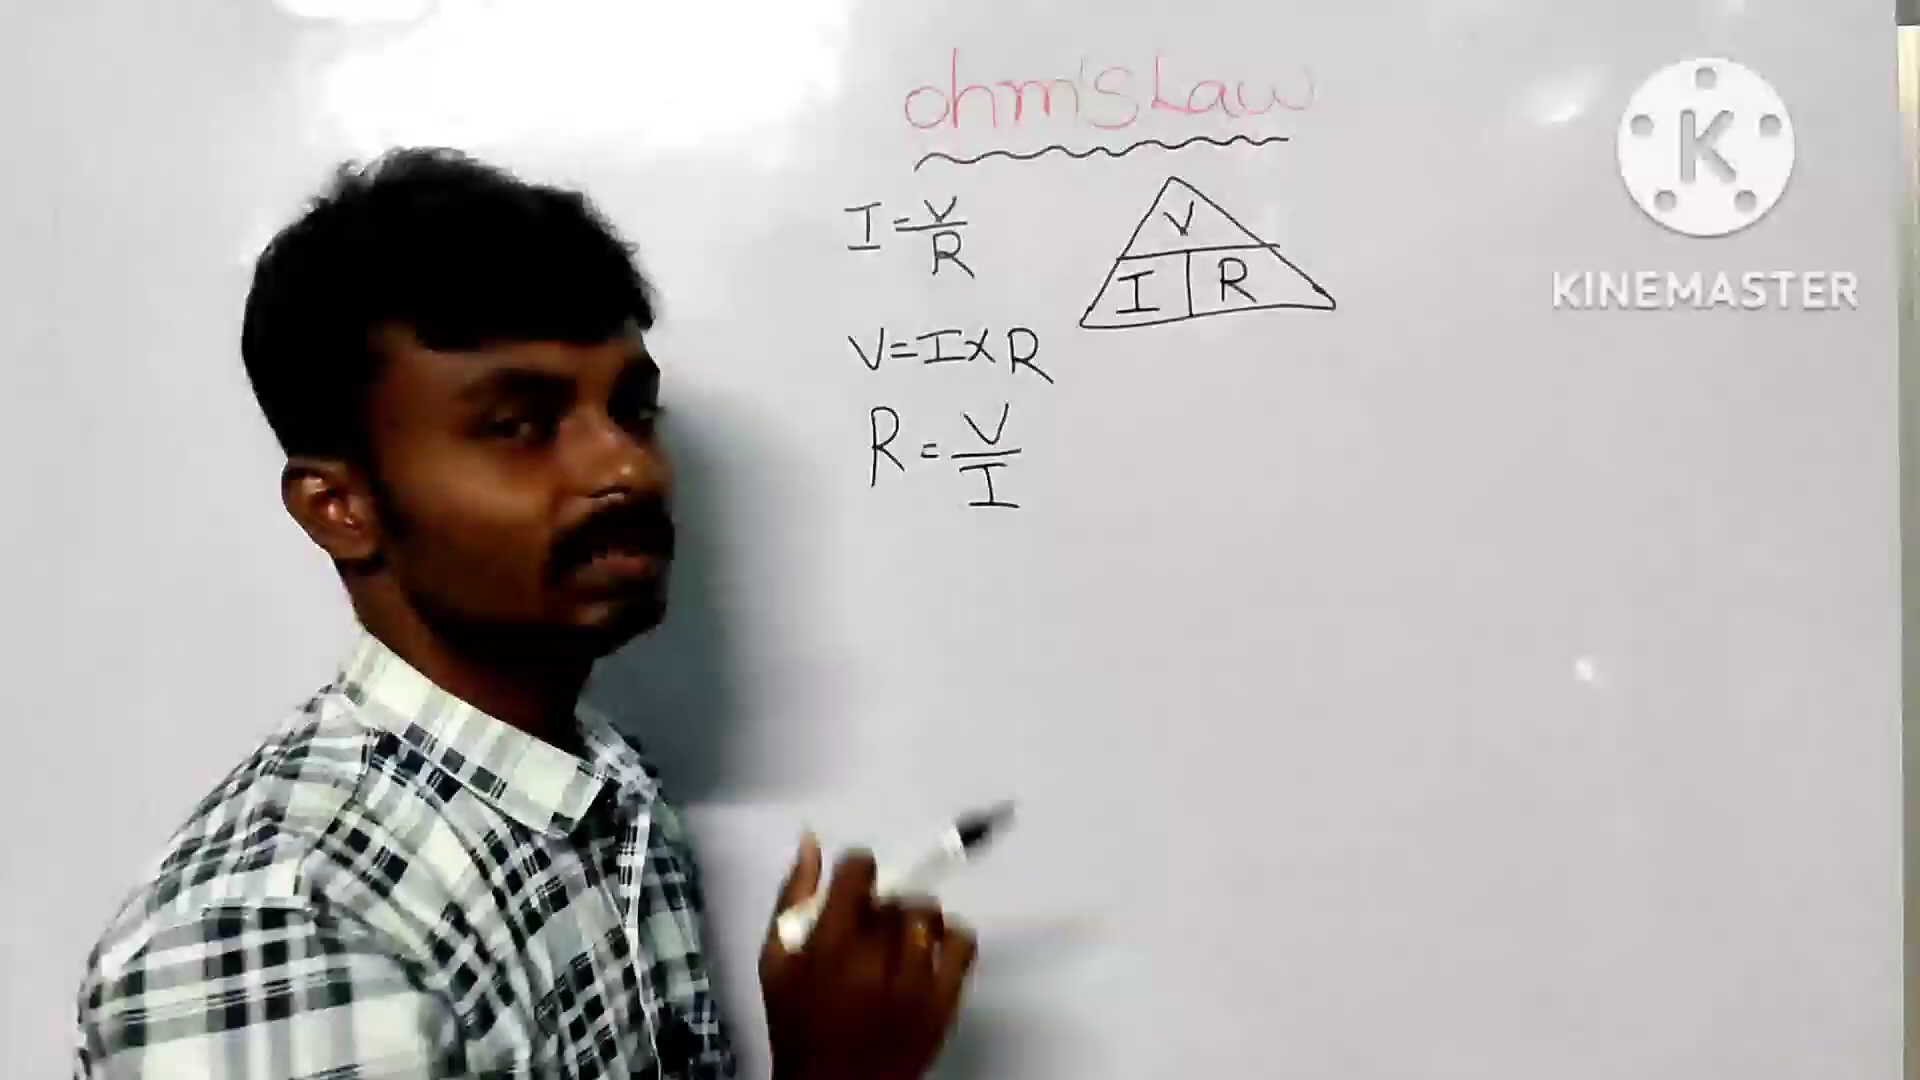 ohm's Law
I = V/R
V
I R
V = I x R
R = V/I
K
KINEMASTER